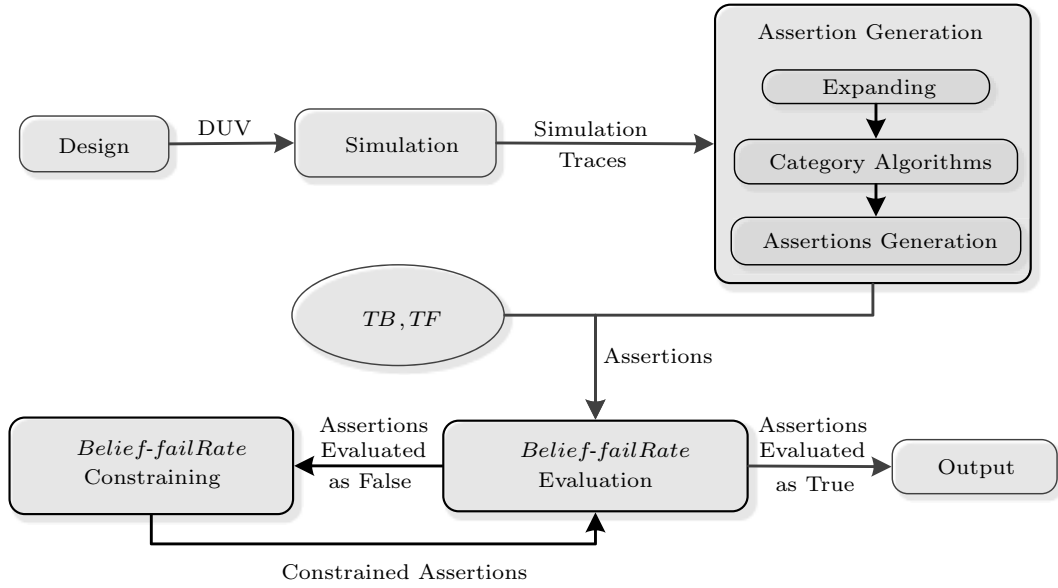 Assertion Generation
Expanding
Design
DUV
Simulation
Simulation
Traces
Category Algorithms
Assertions Generation
TB, TF
Assertions
Belief-failRate
Constraining
Assertions
Evaluated
as False
Belief-failRate
Evaluation
Assertions
Evaluated
as True
Output
Constrained Assertions